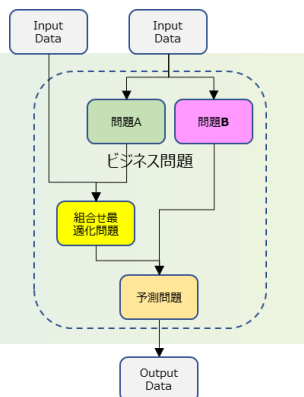 Input
Data
Input
Data
問題A
問題B
ビジネス問題
組合せ最
適化問題
予測問題
Output
Data